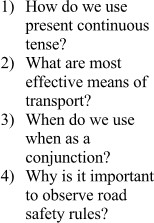 1) How do we use
present continuous
tense?
2) What are most
effective means of
transport?
3) When do we use
when as a
conjunction?
4) Why is it important
to observe road
safety rules?